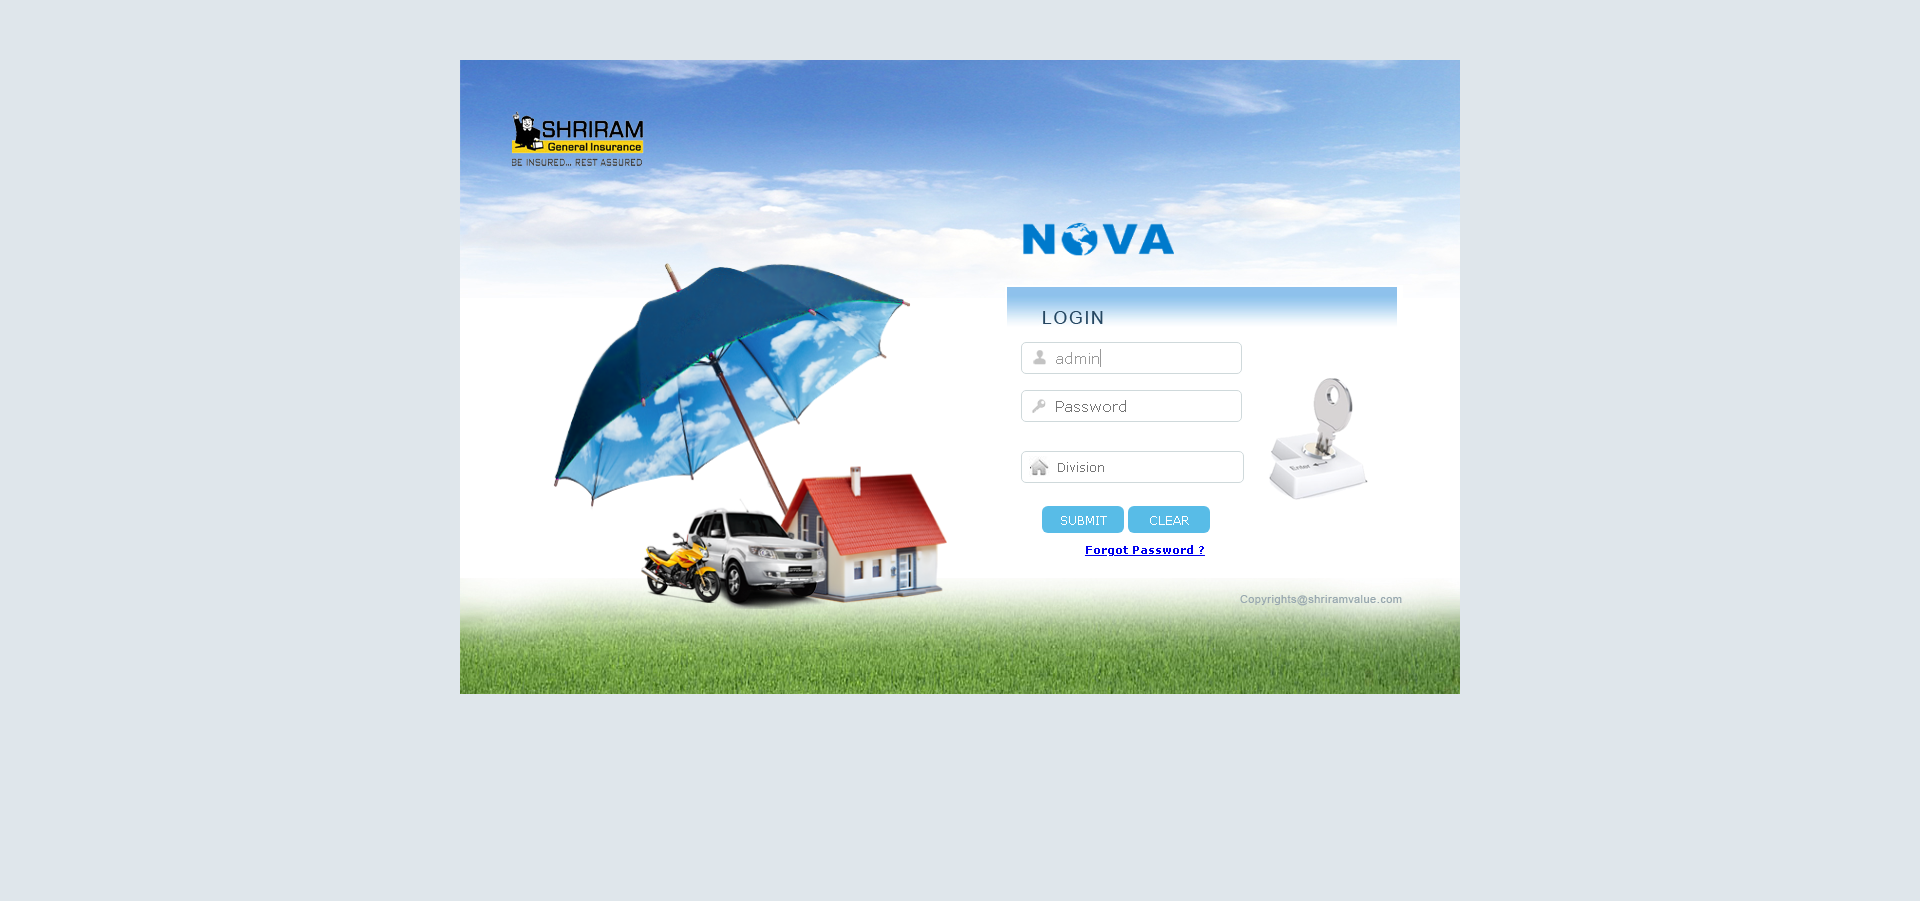 SHRIRAM
General Insurance
BE INSURED... REST ASSURED
NOVA
LOGIN
admin
Password
Division
Enter
SUBMIT CLEAR
Forgot Password ?
Copyrights@shriramvalue.com